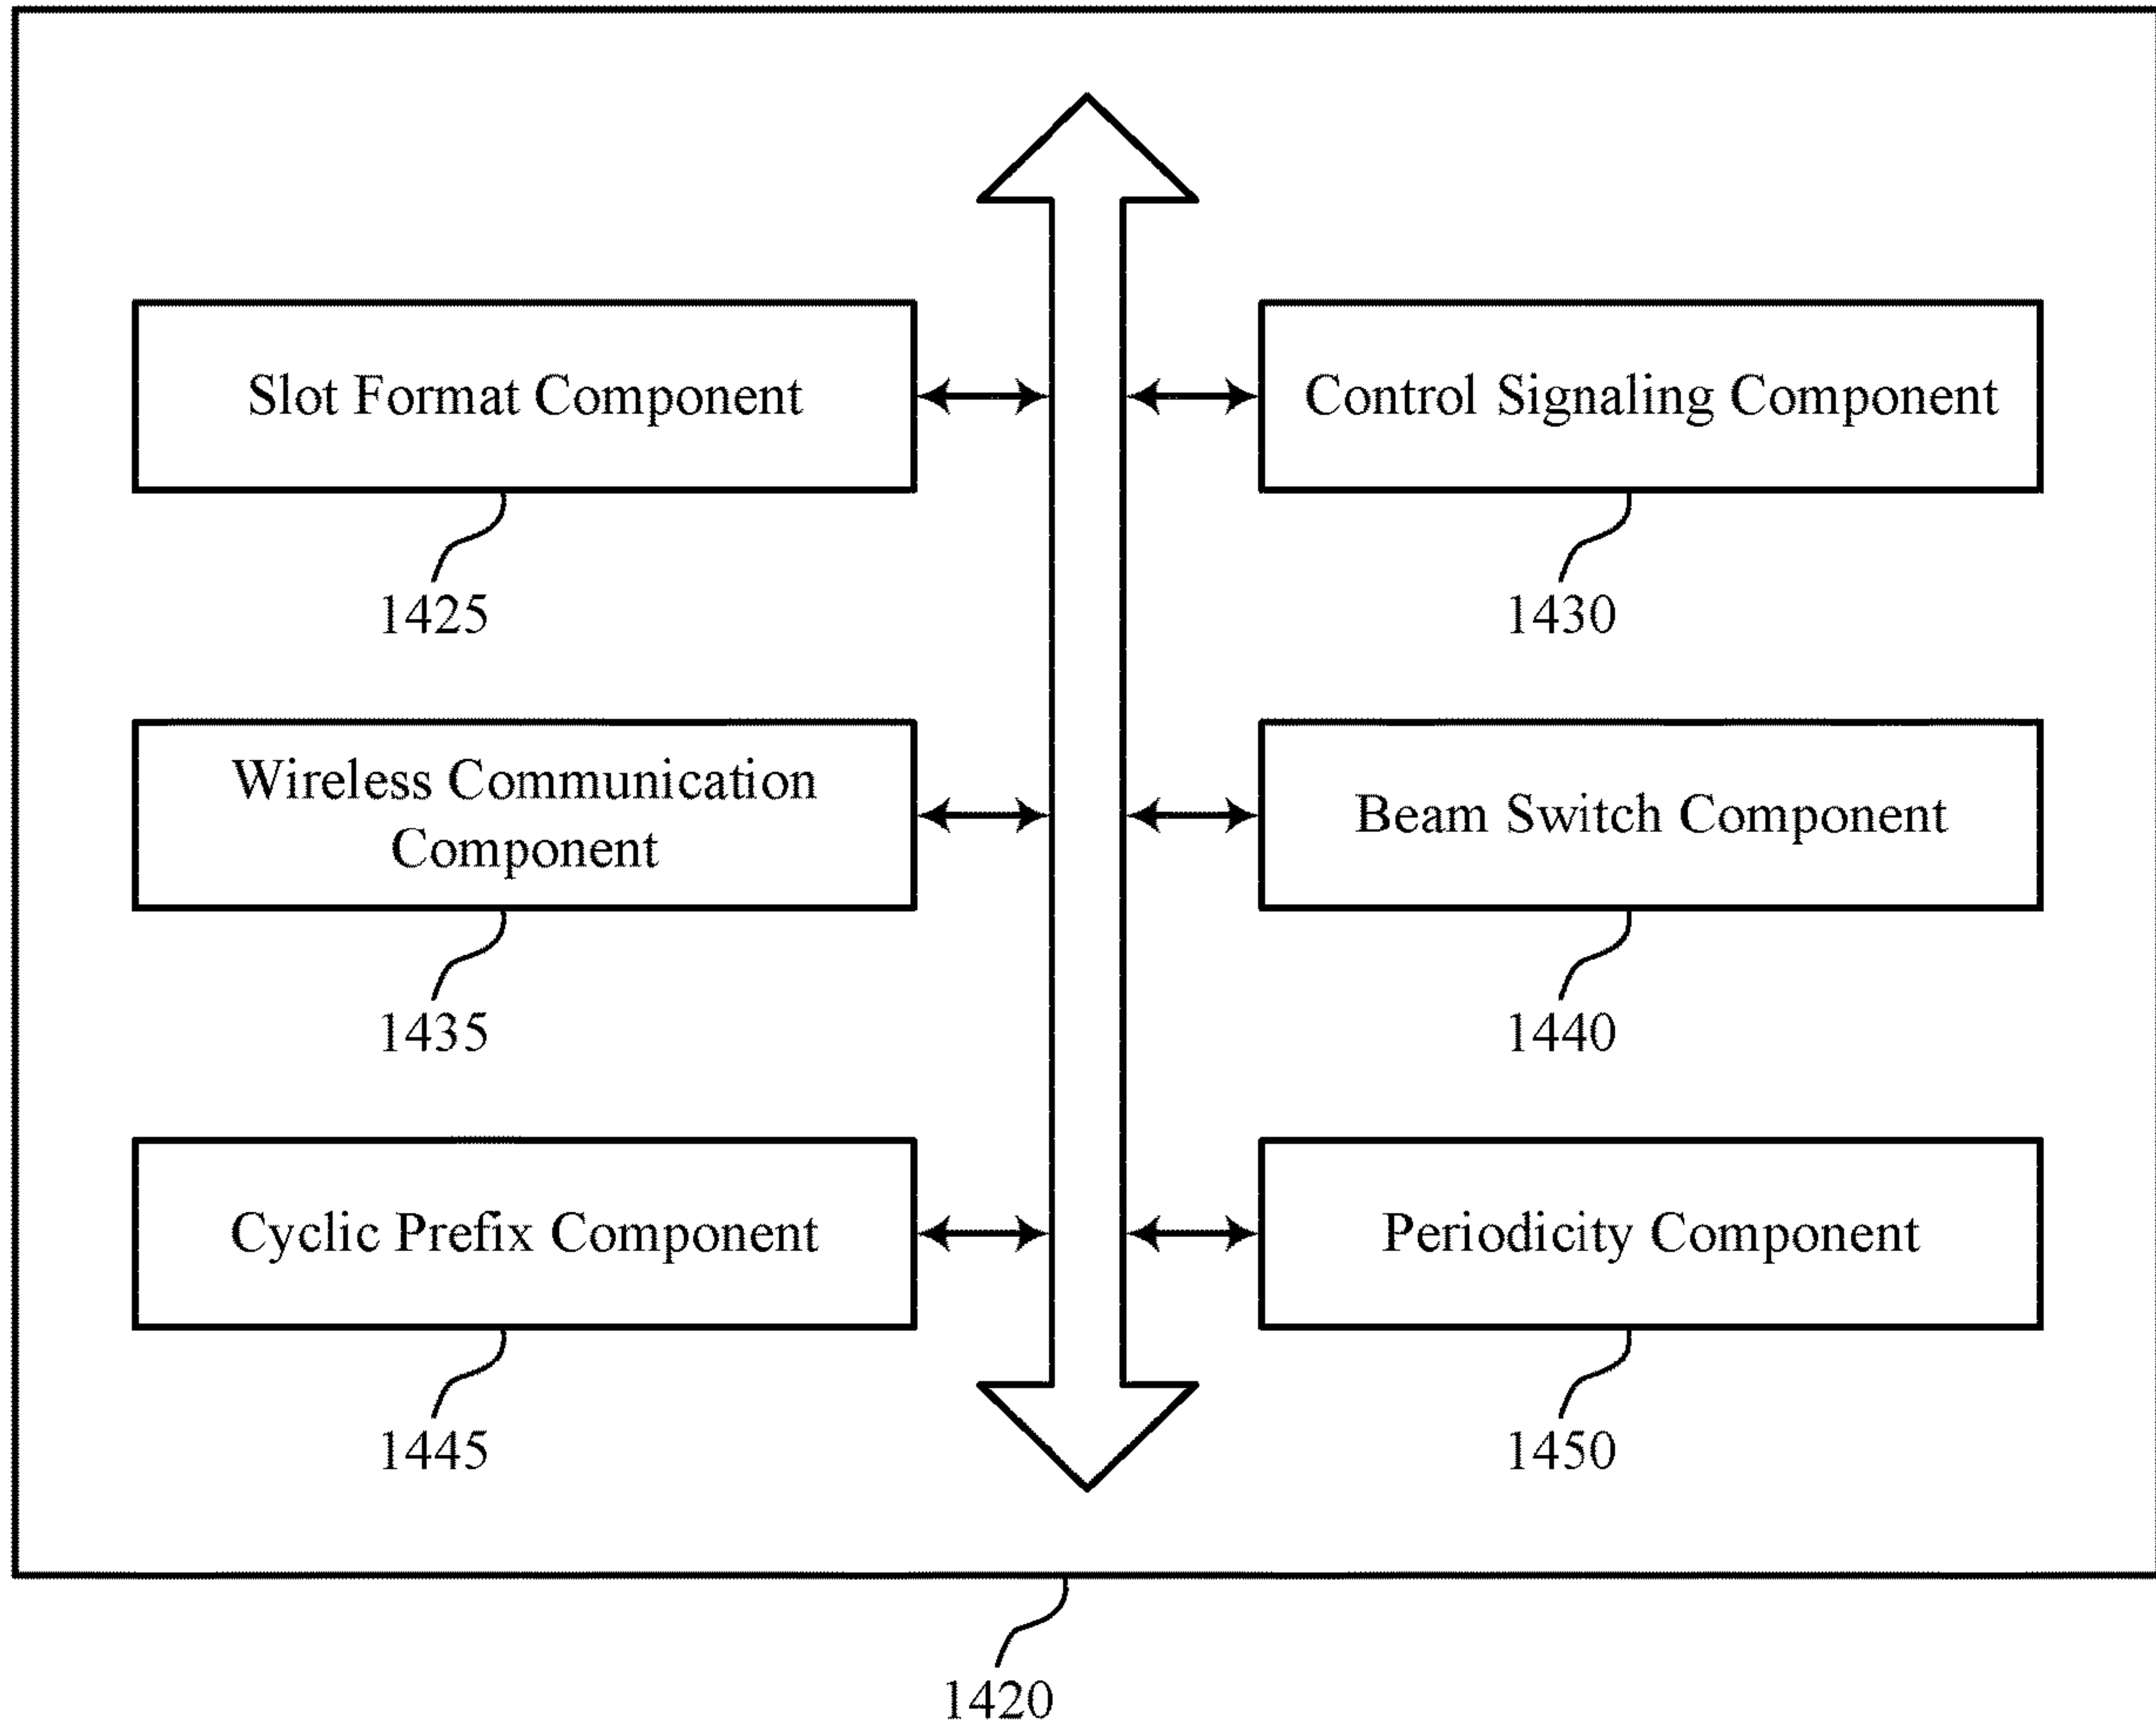 Slot Format Component
Control Signaling Component
1425
1430
Wireless Communication
Component
Beam Switch Component
1435
1440
Cyclic Prefix Component
Periodicity Component
1445
1450
1420